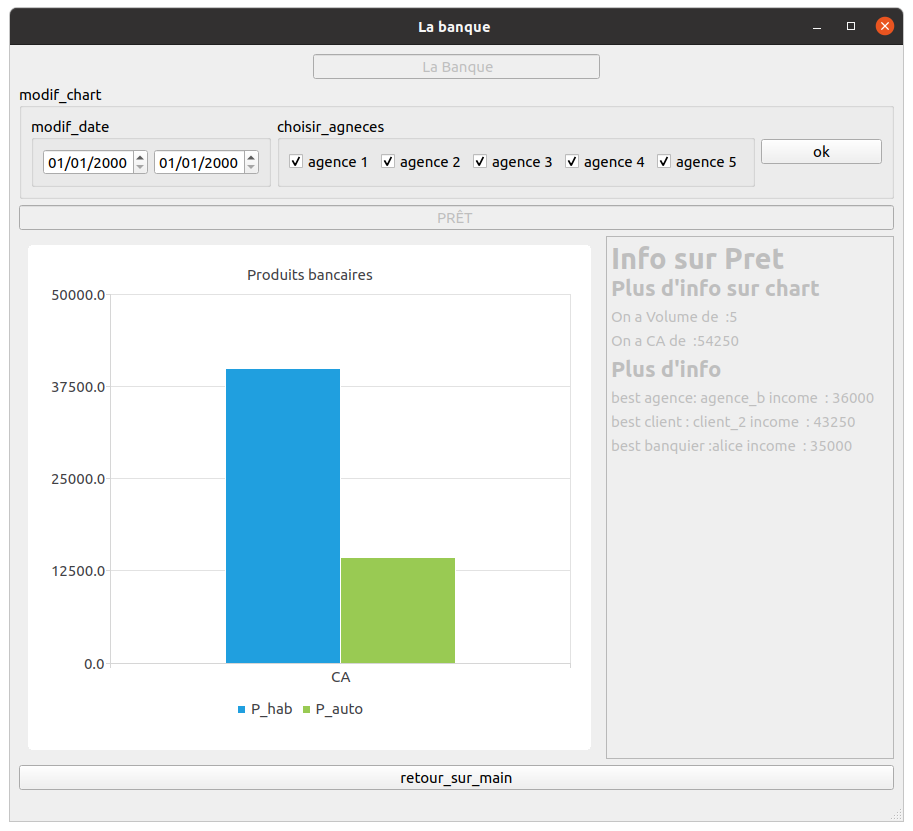 La banque
La Banque
modif_chart
modif_date
choisir_agneces
01/01/2000 01/01/2000
agence 1 agence 2 agence 3 agence 4 agence 5
ok
PRÊT
Produits bancaires
50000.0
37500.0
25000.0
12500.0
0.0
CA
P_hab P_auto
Info sur Pret
Plus d'info sur chart
On a Volume de :5
On a CA de :54250
Plus d'info
best agence: agence_b income : 36000
best client : client_2 income : 43250
best banquier :alice income : 35000
retour_sur_main